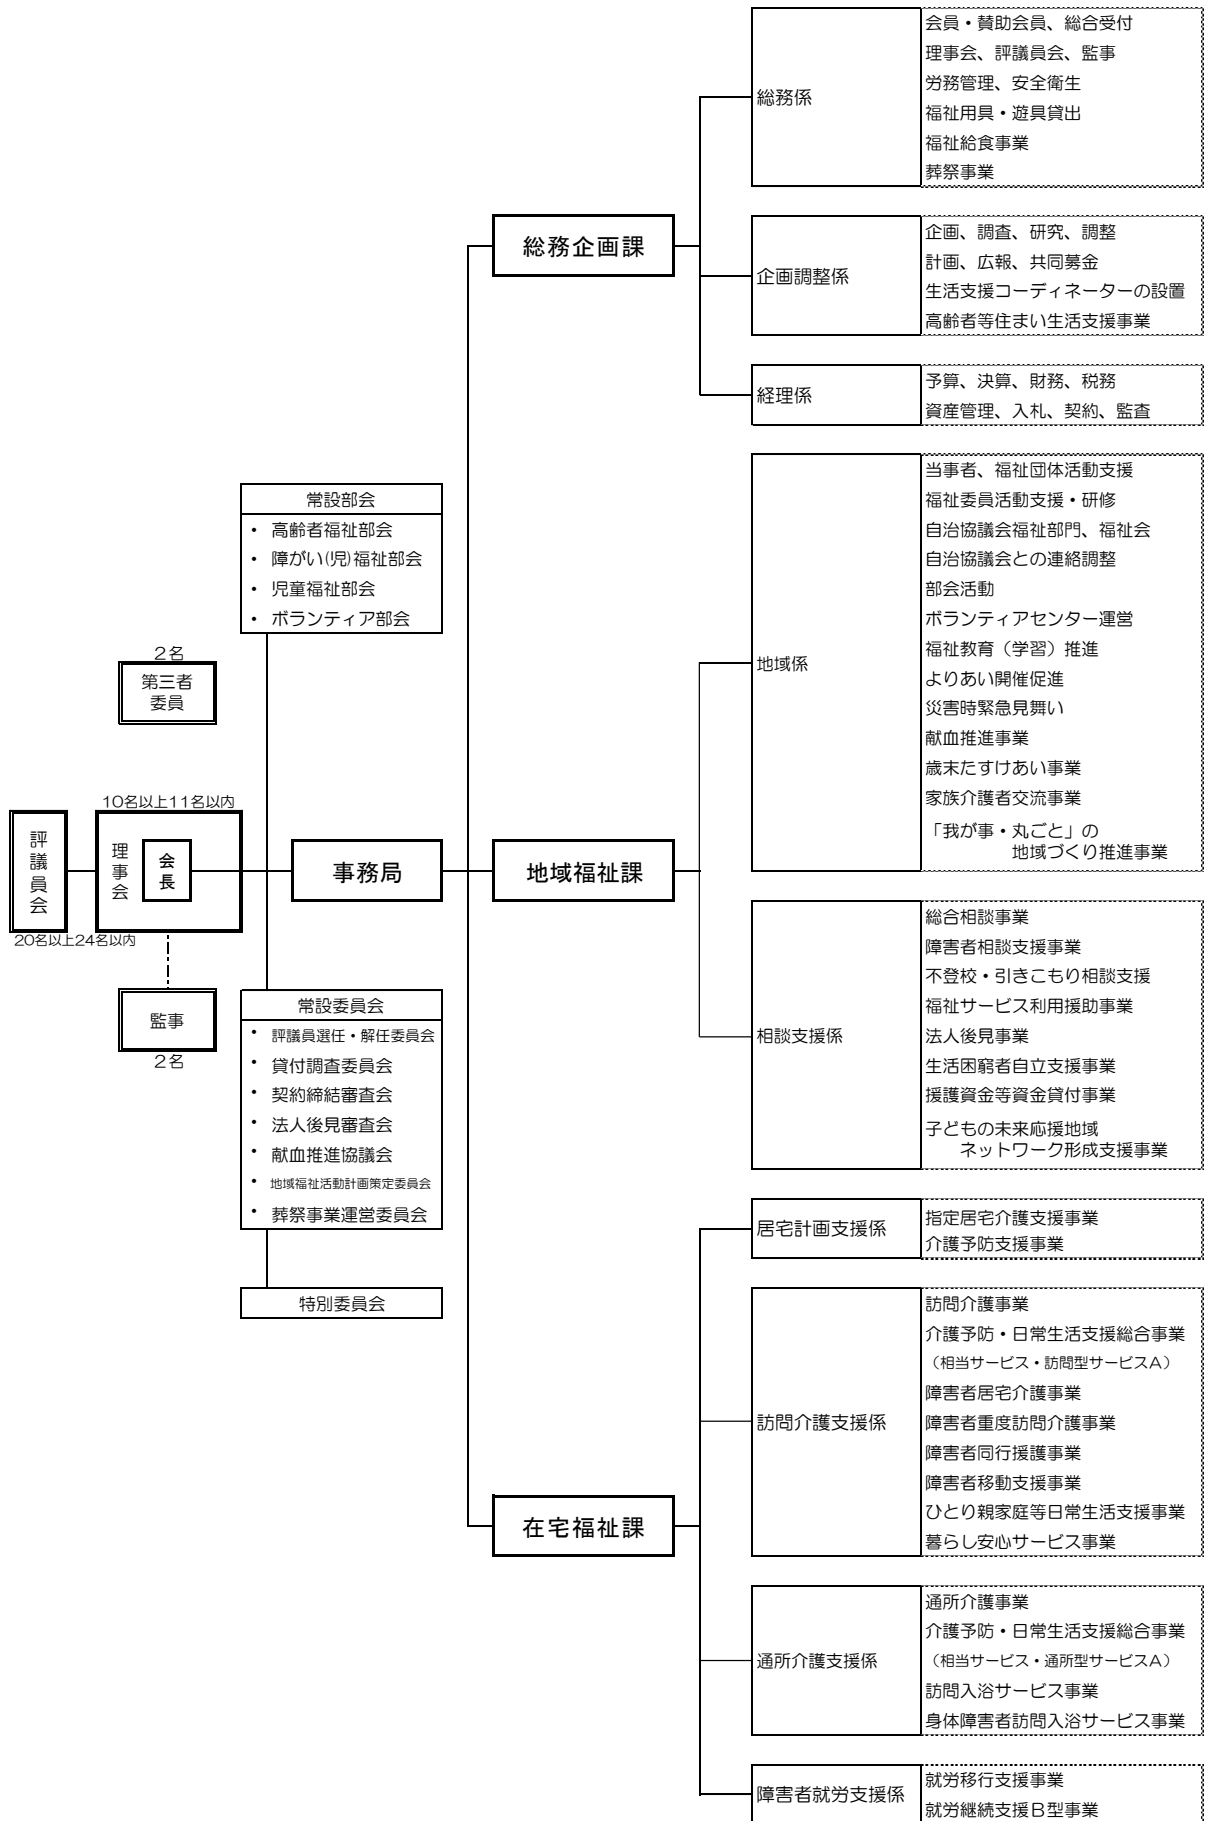 会員・賛助会員、総合受付
理事会、評議員会、監事
総務係
労務管理、安全衛生
福祉用具・遊具貸出
福祉給食事業
葬祭事業
総務企画課
企画調整係
企画、調査、研究、調整
計画、広報、共同募金
生活支援コーディネーターの設置
高齢者等住まい生活支援事業
経理係
予算、決算、財務、税務
資産管理、入札、契約、監査
常設部会
・ 高齢者福祉部会
・ 障がい(児)福祉部会
・ 児童福祉部会
・ ボランティア部会
2名
第三者
委員
10名以上11名以内
評議員会
理事会
会長
20名以上24名以内
監事
2名
事務局
常設委員会
・ 評議員選任・解任委員会
・ 貸付調査委員会
・ 契約締結審査会
・ 法人後見審査会
・ 献血推進協議会
・ 地域福祉活動計画策定委員会
・ 葬祭事業運営委員会
特別委員会
地域福祉課
地域係
当事者、福祉団体活動支援
福祉委員活動支援・研修
自治協議会福祉部門、福祉会
自治協議会との連絡調整
部会活動
ボランティアセンター運営
福祉教育（学習）推進
よりあい開催促進
災害時緊急見舞い
献血推進事業
歳末たすけあい事業
家族介護者交流事業
「我が事・丸ごと」の
地域づくり推進事業
相談支援係
総合相談事業
障害者相談支援事業
不登校・引きこもり相談支援
福祉サービス利用援助事業
法人後見事業
生活困窮者自立支援事業
援護資金等資金貸付事業
子どもの未来応援地域
ネットワーク形成支援事業
在宅福祉課
居宅計画支援係
指定居宅介護支援事業
介護予防支援事業
訪問介護支援係
訪問介護事業
介護予防・日常生活支援総合事業
（相当サービス・訪問型サービスA）
障害者居宅介護事業
障害者重度訪問介護事業
障害者同行援護事業
障害者移動支援事業
ひとり親家庭等日常生活支援事業
暮らし安心サービス事業
通所介護支援係
通所介護事業
介護予防・日常生活支援総合事業
（相当サービス・通所型サービスA）
訪問入浴サービス事業
身体障害者訪問入浴サービス事業
障害者就労支援係
就労移行支援事業
就労継続支援B型事業